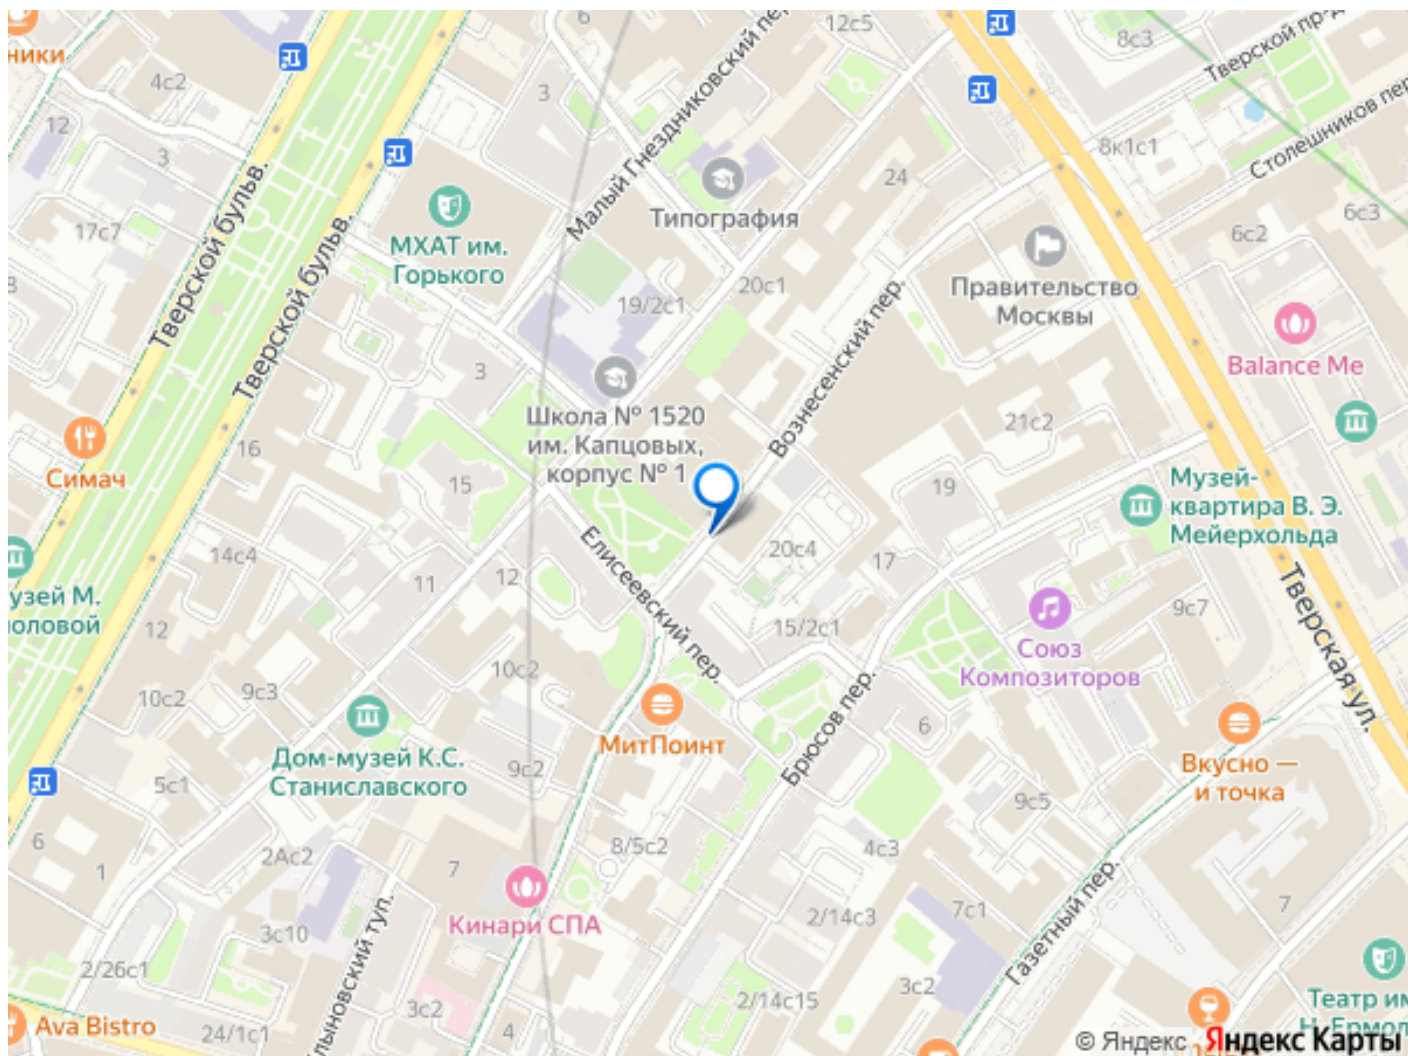 6
12с5
8с3
Тверской пр-д
ники
4с2
3
Малый Гнездниковский пер.
Столешников пер.
12
3
8к1с1
24
Типография
6с3
17с7
Тверской бульв.
Тверской бульв.
МХАТ им.
Горького
6с2
Правительство
Москвы
20с1
19/2с1
Вознесенский пер.
8
3
Balance Me
Школа № 1520
им. Капцовых,
корпус № 1
21с2
16
Симач
15
19
Музей-
квартира В. Э.
Мейерхольда
20с4
17
14с4
11
12
Елисеевский пер.
узей М.
Тверская ул.
9с7
12
15/2с1
Союз
Композиторов
10с2
10с2
9с3
Брюсов пер.
6
МитПоинт
Дом-музей К.С.
Станиславского
9с2
Вкусно —
и точка
5с1
9с5
6
1
2Ас2
8/5с2
4с3
7
Кинари СПА
2/14с3
7с1
7
Газетный пер.
3с10
2/26с1
3с2
2/14с15
3с2
4
Ava Bistro
24/1с1
Театр им
© Яндекс
Яндекс Карты